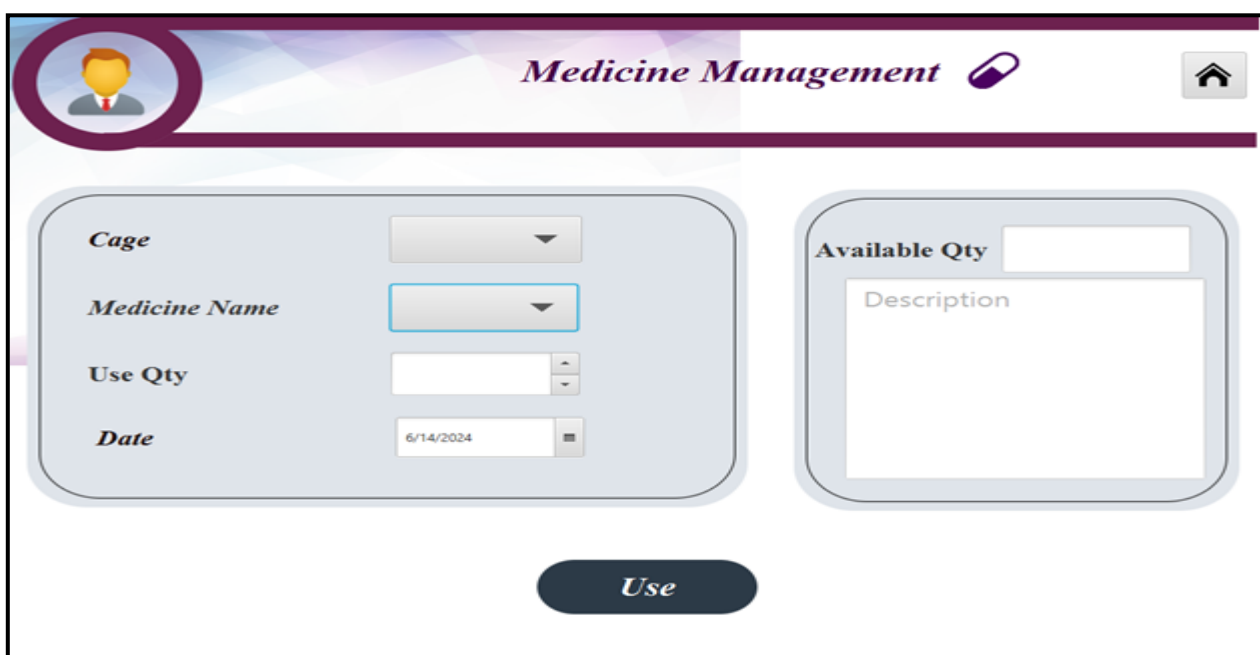 Medicine Management
Cage
Medicine Name
Use Qty
Date
6/14/2024
Available Qty
Description
Use